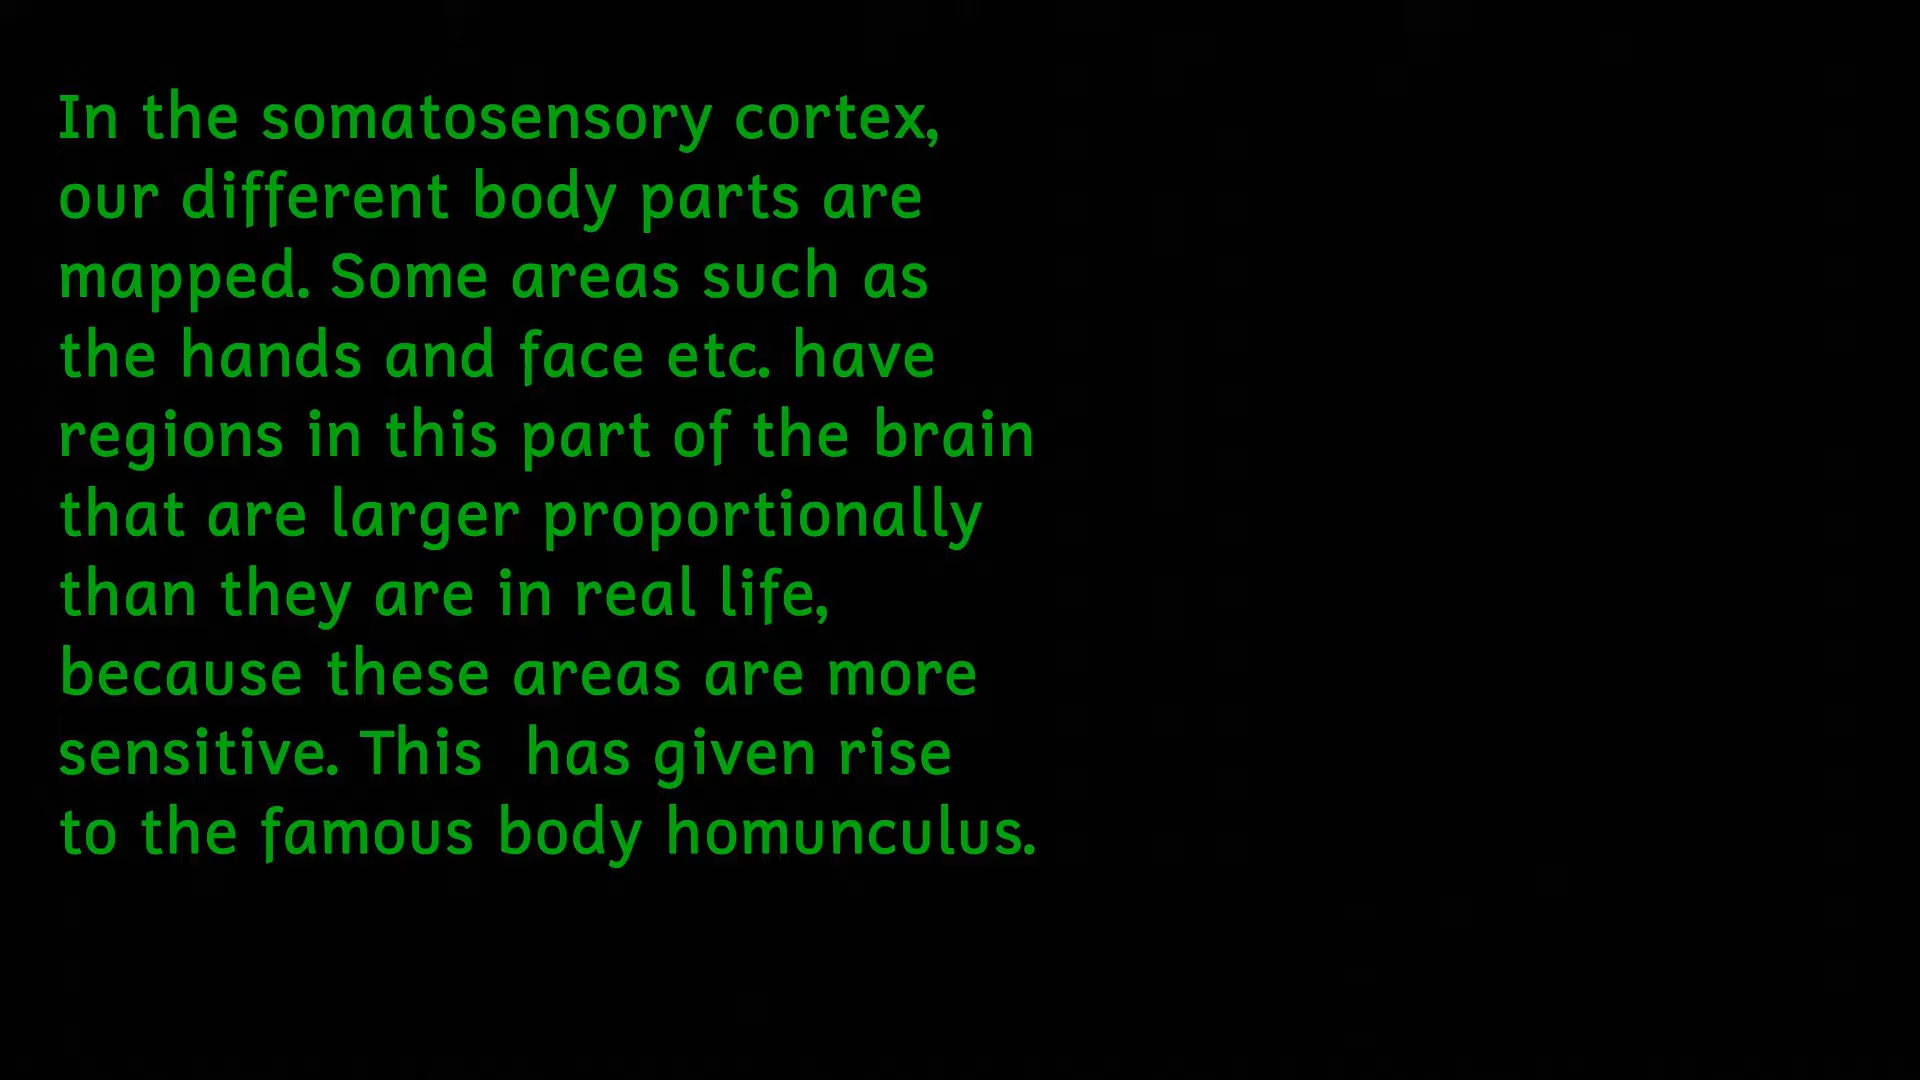 In the somatosensory cortex,
our different body parts are
mapped. Some areas such as
the hands and face etc. have
regions in this part of the brain
that are larger proportionally
than they are in real life,
because these areas are more
sensitive. This  has given rise
to the famous body homunculus.